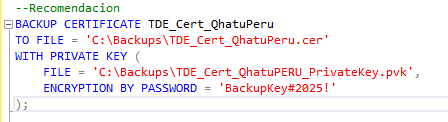 --Recomendacion
BACKUP CERTIFICATE TDE_Cert_QhatuPeru
TO FILE = 'C:\Backups\TDE_Cert_QhatuPeru.cer'
WITH PRIVATE KEY (
    FILE = 'C:\Backups\TDE_Cert_QhatuPERU_PrivateKey.pvk',
    ENCRYPTION BY PASSWORD = 'BackupKey#2025!'
);